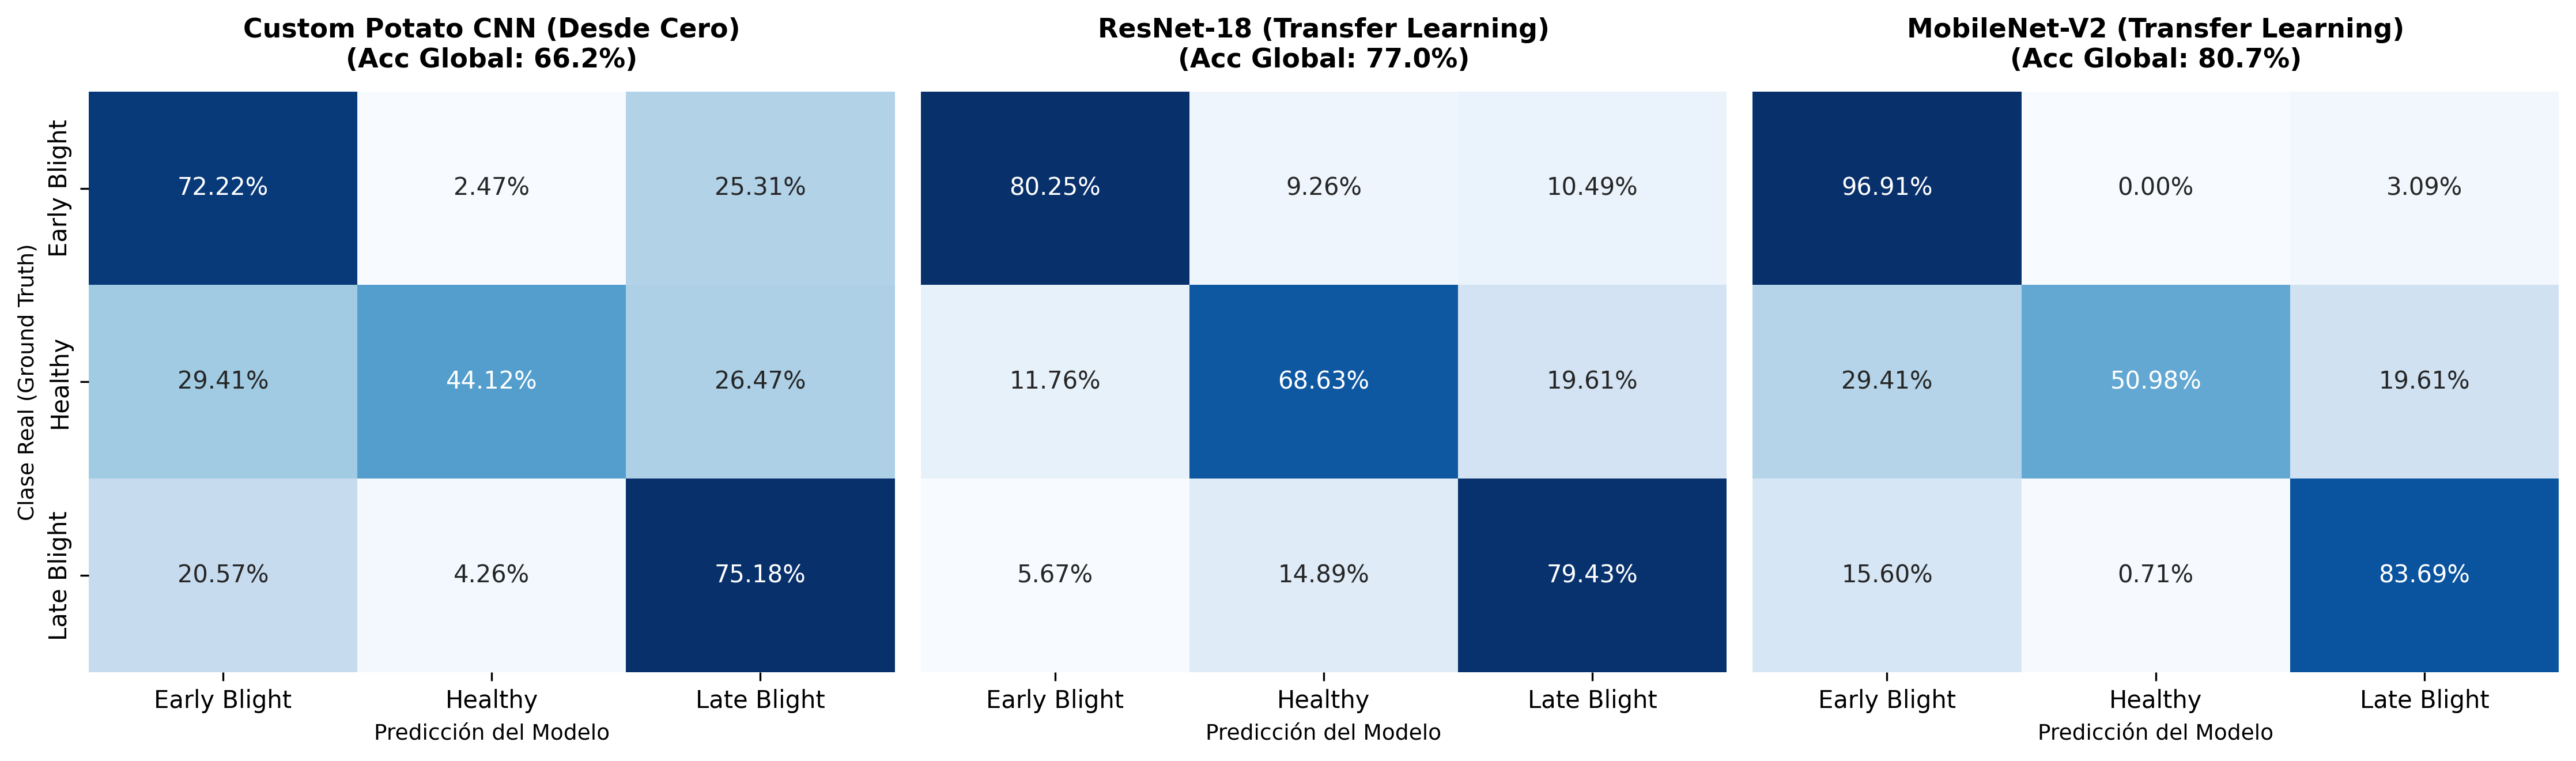 Custom Potato CNN (Desde Cero)
(Acc Global: 66.2%)
Clase Real (Ground Truth)
Early Blight
72.22%
2.47%
25.31%
Healthy
29.41%
44.12%
26.47%
Late Blight
20.57%
4.26%
75.18%
Early Blight
Healthy
Late Blight
Predicción del Modelo
ResNet-18 (Transfer Learning)
(Acc Global: 77.0%)
80.25%
9.26%
10.49%
11.76%
68.63%
19.61%
5.67%
14.89%
79.43%
Early Blight
Healthy
Late Blight
Predicción del Modelo
MobileNet-V2 (Transfer Learning)
(Acc Global: 80.7%)
96.91%
0.00%
3.09%
29.41%
50.98%
19.61%
15.60%
0.71%
83.69%
Early Blight
Healthy
Late Blight
Predicción del Modelo